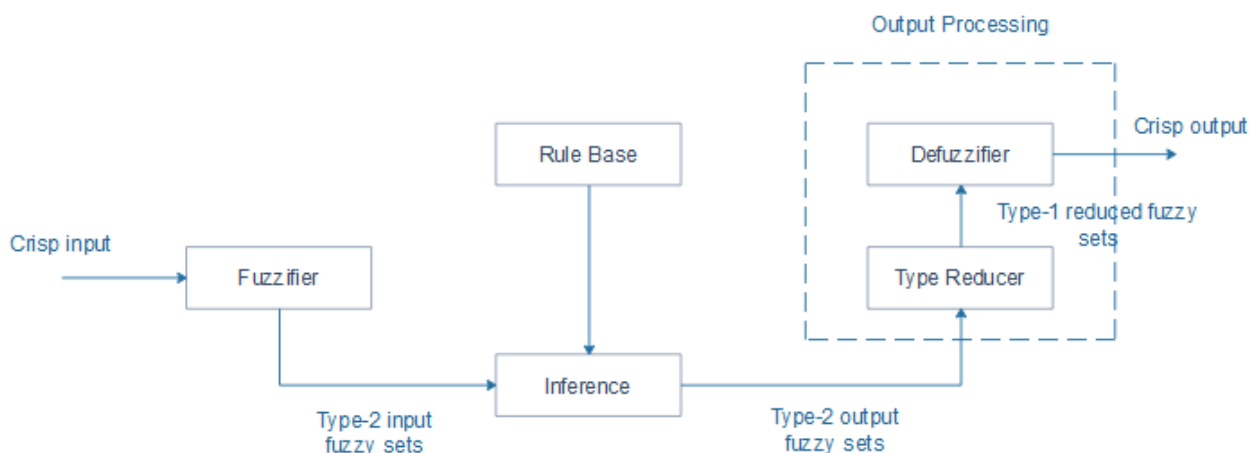 Output Processing
Crisp output
Rule Base
Defuzzifier
Type-1 reduced fuzzy
sets
Crisp input
Fuzzifier
Type Reducer
Inference
Type-2 input
fuzzy sets
Type-2 output
fuzzy sets